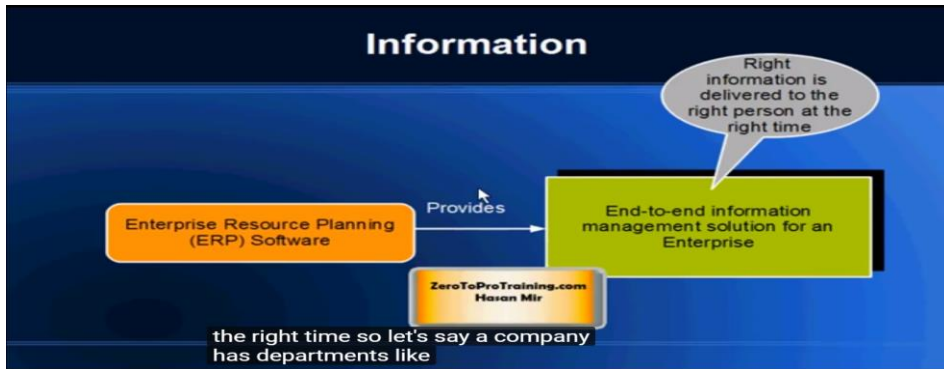 Information
Right
information is
delivered to the
right person at the
right time
Provides
Enterprise Resource Planning
(ERP) Software
End-to-end information
management solution for an
Enterprise
ZeroToProTraining.com
Hasan Mir
the right time so let's say a company
has departments like